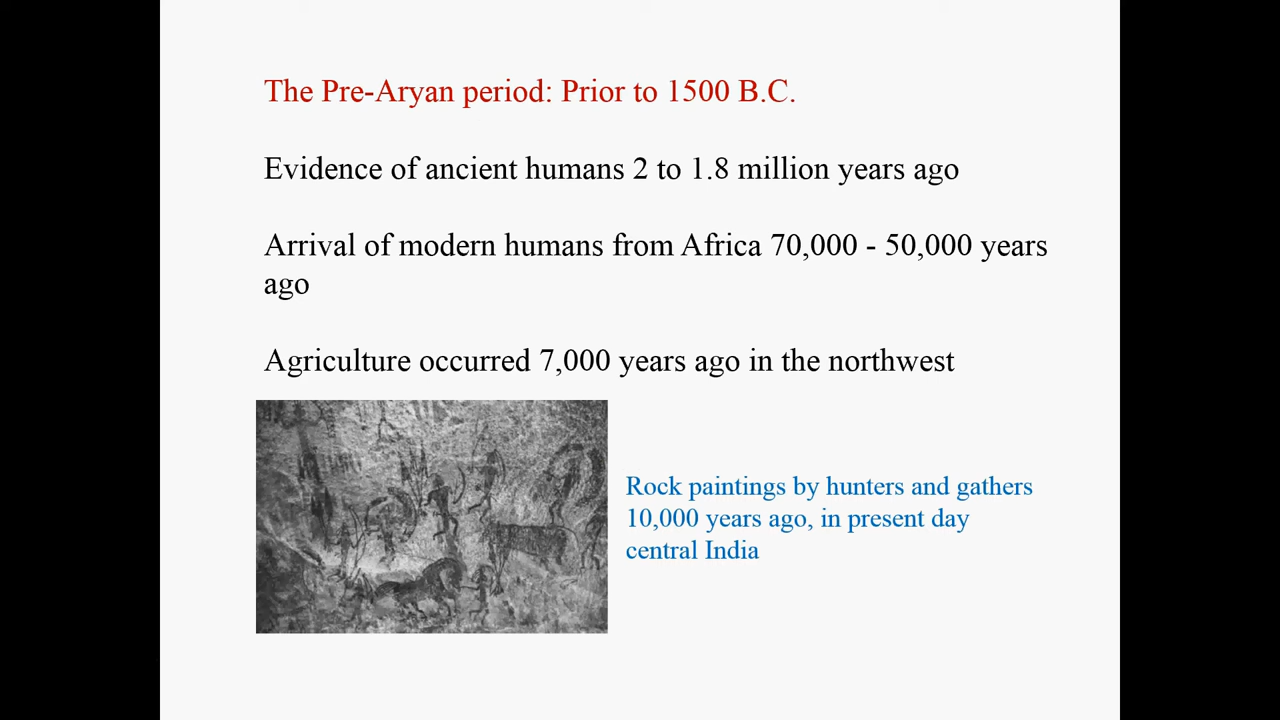 The Pre-Aryan period: Prior to 1500 B.C.
Evidence of ancient humans 2 to 1.8 million years ago
Arrival of modern humans from Africa 70,000 - 50,000 years
ago
Agriculture occurred 7,000 years ago in the northwest
Rock paintings by hunters and gathers
10,000 years ago, in present day
central India